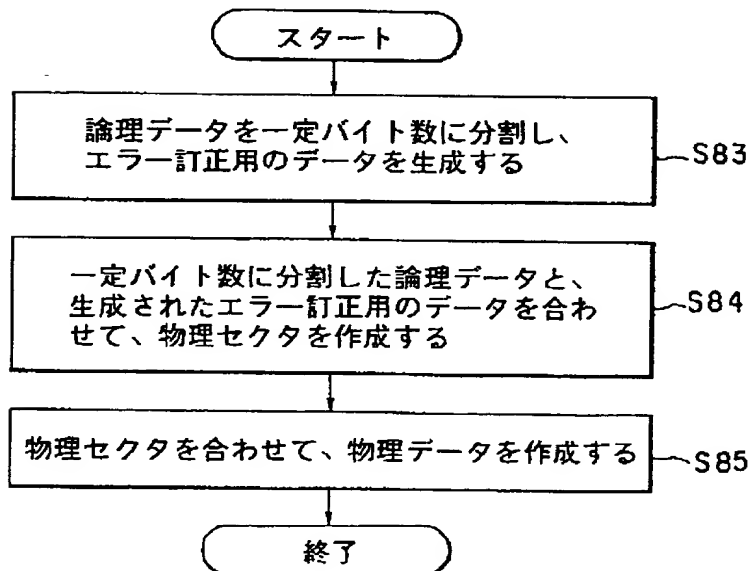 スタート
論理データを一定バイト数に分割し、
エラー訂正用のデータを生成する
S83
一定バイト数に分割した論理データと、
生成されたエラー訂正用のデータを合わ
せて、物理セクタを作成する
S84
物理セクタを合わせて、物理データを作成する
S85
終了